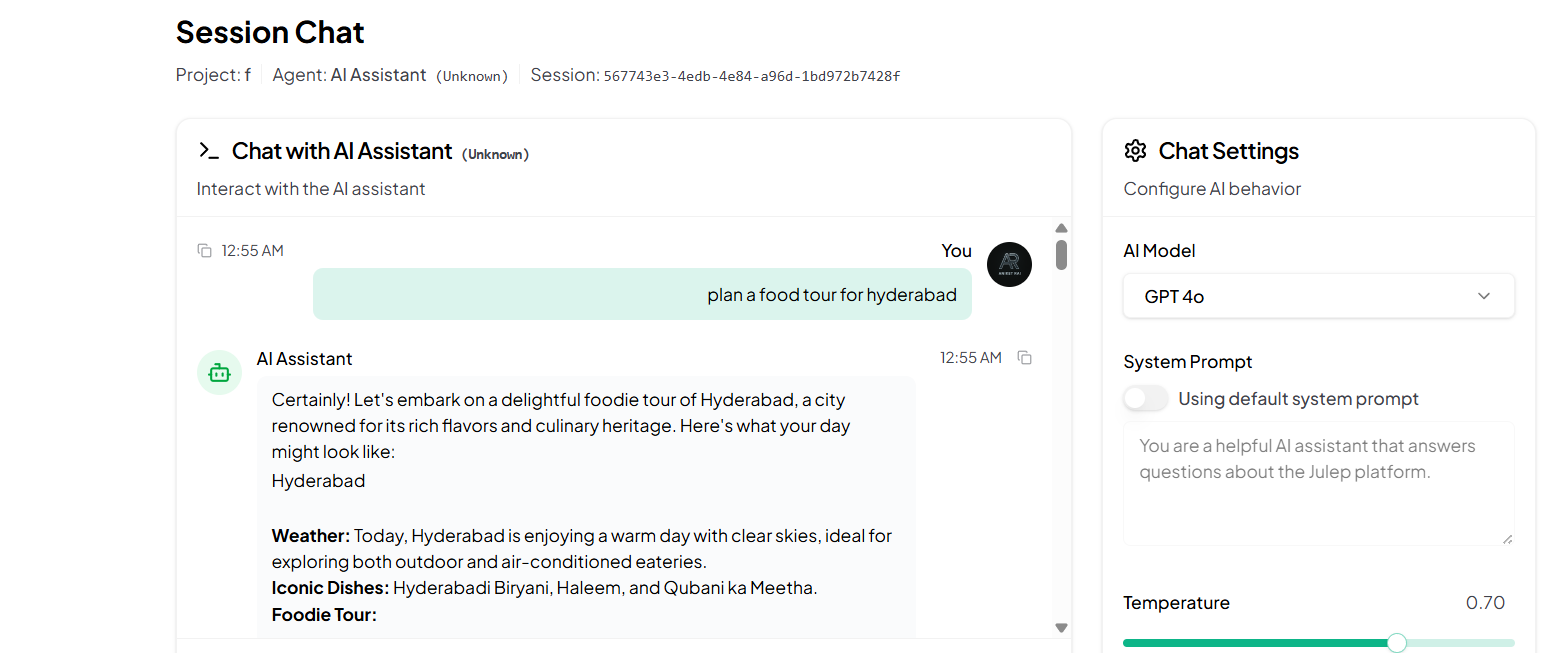 Session Chat
Project: f Agent: AI Assistant (Unknown) Session: 567743e3-4edb-4e84-a96d-1bd972b7428f
Chat with AI Assistant (Unknown)
Interact with the AI assistant
12:55 AM
You
AR
plan a food tour for hyderabad
AI Assistant
12:55 AM
Certainly! Let's embark on a delightful foodie tour of Hyderabad, a city
renowned for its rich flavors and culinary heritage. Here's what your day
might look like:
Hyderabad
Weather: Today, Hyderabad is enjoying a warm day with clear skies, ideal for
exploring both outdoor and air-conditioned eateries.
Iconic Dishes: Hyderabadi Biryani, Haleem, and Qubani ka Meetha.
Foodie Tour:
Chat Settings
Configure AI behavior
AI Model
GPT 4o
System Prompt
Using default system prompt
You are a helpful AI assistant that answers
questions about the Julep platform.
Temperature
0.70